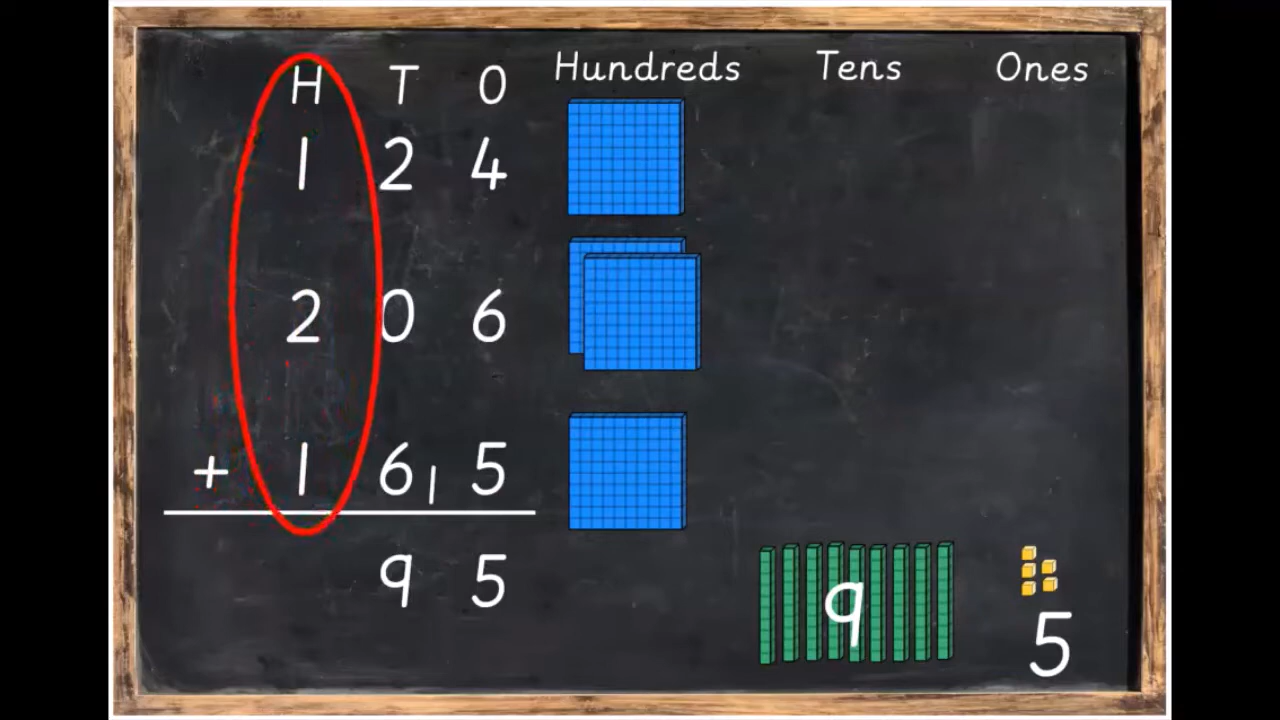 H T O
1 2 4
2 0 6
+ 1 6 1 5
9 5
Hundreds Tens Ones
9
5